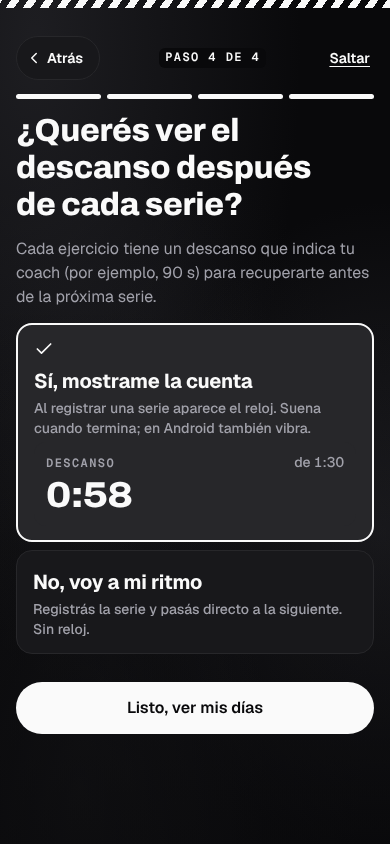 Atrás
PASO 4 DE 4
Saltar
¿Querés ver el
descanso después
de cada serie?
Cada ejercicio tiene un descanso que indica tu
coach (por ejemplo, 90 s) para recuperarte antes
de la próxima serie.
Sí, mostrame la cuenta
Al registrar una serie aparece el reloj. Suena
cuando termina; en Android también vibra.
DESCANSO
de 1:30
0:58
No, voy a mi ritmo
Registrás la serie y pasás directo a la siguiente.
Sin reloj.
Listo, ver mis días